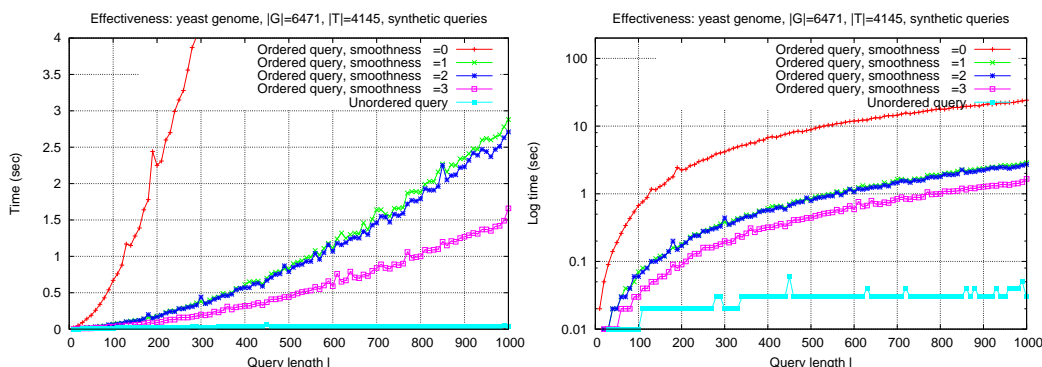 Effectiveness: yeast genome, |G|=6471, |T|=4145, synthetic queries
4
3.5
3
2.5
2
1.5
1
0.5
0
Time (sec)
Ordered query, smoothness =0
Ordered query, smoothness =1
Ordered query, smoothness =2
Ordered query, smoothness =3
Unordered query
0 100 200 300 400 500 600 700 800 900 1000
Query length l
Effectiveness: yeast genome, |G|=6471, |T|=4145, synthetic queries
100
10
1
0.1
0.01
Log time (sec)
Ordered query, smoothness =0
Ordered query, smoothness =1
Ordered query, smoothness =2
Ordered query, smoothness =3
Unordered query
0 100 200 300 400 500 600 700 800 900 1000
Query length l